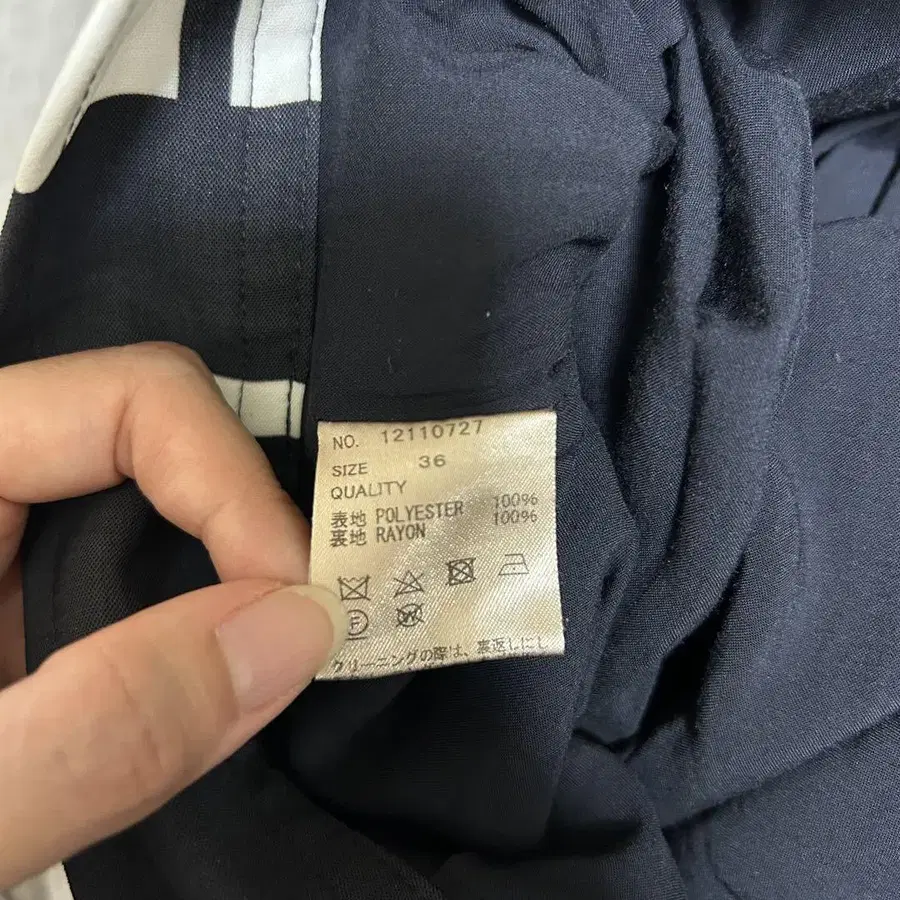 NO. 12110727
SIZE 36
QUALITY
表地 POLYESTER 100%
裏地 RAYON 100%
F W
クリーニングの際は、裏返しにし